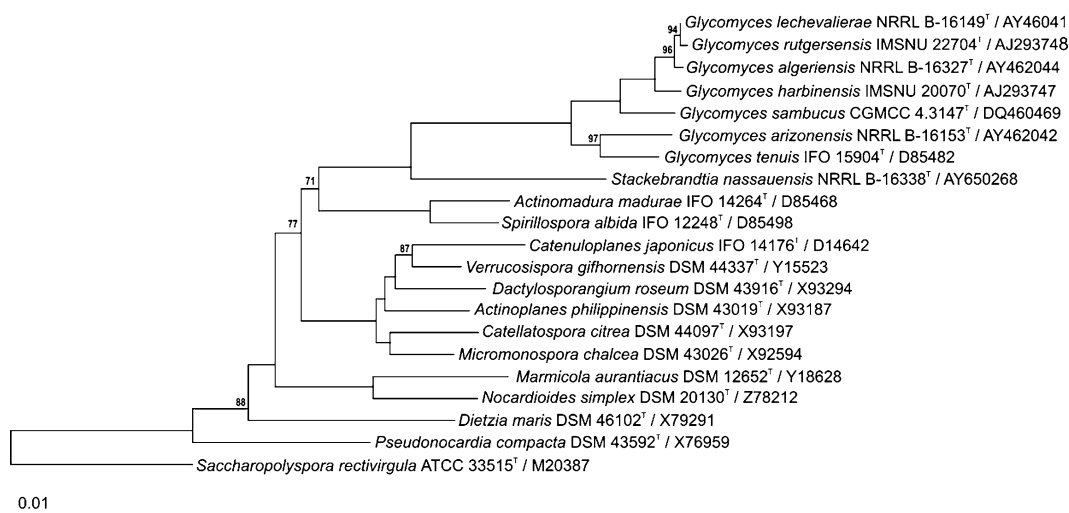 Glycomyces lechevalierae NRRL B-16149ᵀ / AY46041
94
Glycomyces rutgersensis IMSNU 22704ᵀ / AJ293748
96
Glycomyces algeriensis NRRL B-16327ᵀ / AY462044
Glycomyces harbinensis IMSNU 20070ᵀ / AJ293747
Glycomyces sambucus CGMCC 4.3147ᵀ / DQ460469
Glycomyces arizonensis NRRL B-16153ᵀ / AY462042
97
Glycomyces tenuis IFO 15904ᵀ / D85482
Stackebrandtia nassauensis NRRL B-16338ᵀ / AY650268
71
Actinomadura madurae IFO 14264ᵀ / D85468
Spirillospora albida IFO 12248ᵀ / D85498
77
Catenuloplanes japonicus IFO 14176ᵀ / D14642
87
Verrucosispora gifhornensis DSM 44337ᵀ / Y15523
Dactylosporangium roseum DSM 43916ᵀ / X93294
Actinoplanes philippinensis DSM 43019ᵀ / X93187
Catellatospora citrea DSM 44097ᵀ / X93197
Micromonospora chalcea DSM 43026ᵀ / X92594
Marmicola aurantiacus DSM 12652ᵀ / Y18628
Nocardioides simplex DSM 20130ᵀ / Z78212
88
Dietzia maris DSM 46102ᵀ / X79291
Pseudonocardia compacta DSM 43592ᵀ / X76959
Saccharopolyspora rectivirgula ATCC 33515ᵀ / M20387
0.01